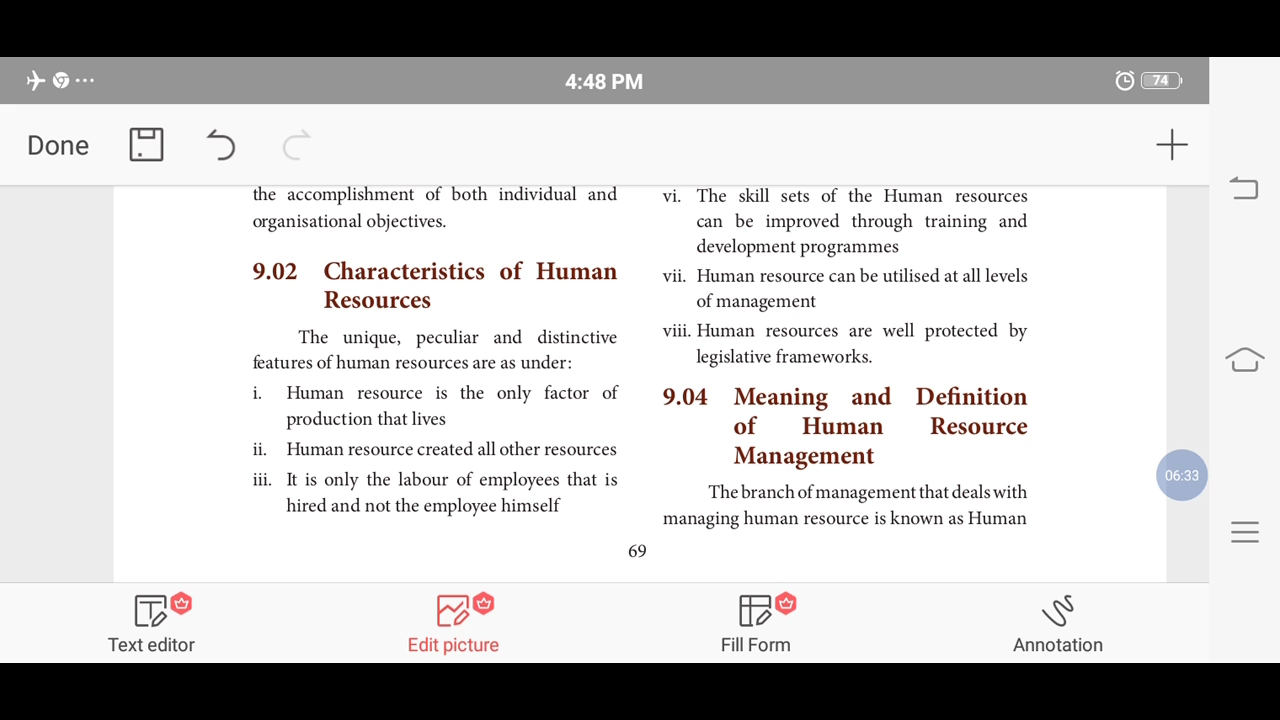 4:48 PM
74
Done
the accomplishment of both individual and
organisational objectives.
9.02 Characteristics of Human
Resources
The unique, peculiar and distinctive
features of human resources are as under:
i. Human resource is the only factor of
production that lives
ii. Human resource created all other resources
iii. It is only the labour of employees that is
hired and not the employee himself
vi. The skill sets of the Human resources
can be improved through training and
development programmes
vii. Human resource can be utilised at all levels
of management
viii. Human resources are well protected by
legislative frameworks.
9.04 Meaning and Definition
of Human Resource
Management
The branch of management that deals with
managing human resource is known as Human
69
06:33
Text editor
Edit picture
Fill Form
Annotation